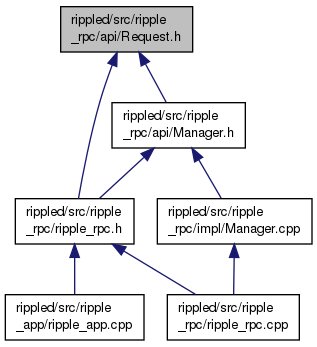 rippled/src/ripple
_rpc/api/Request.h
rippled/src/ripple
_rpc/api/Manager.h
rippled/src/ripple
_rpc/ripple_rpc.h
rippled/src/ripple
_rpc/impl/Manager.cpp
rippled/src/ripple
_app/ripple_app.cpp
rippled/src/ripple
_rpc/ripple_rpc.cpp